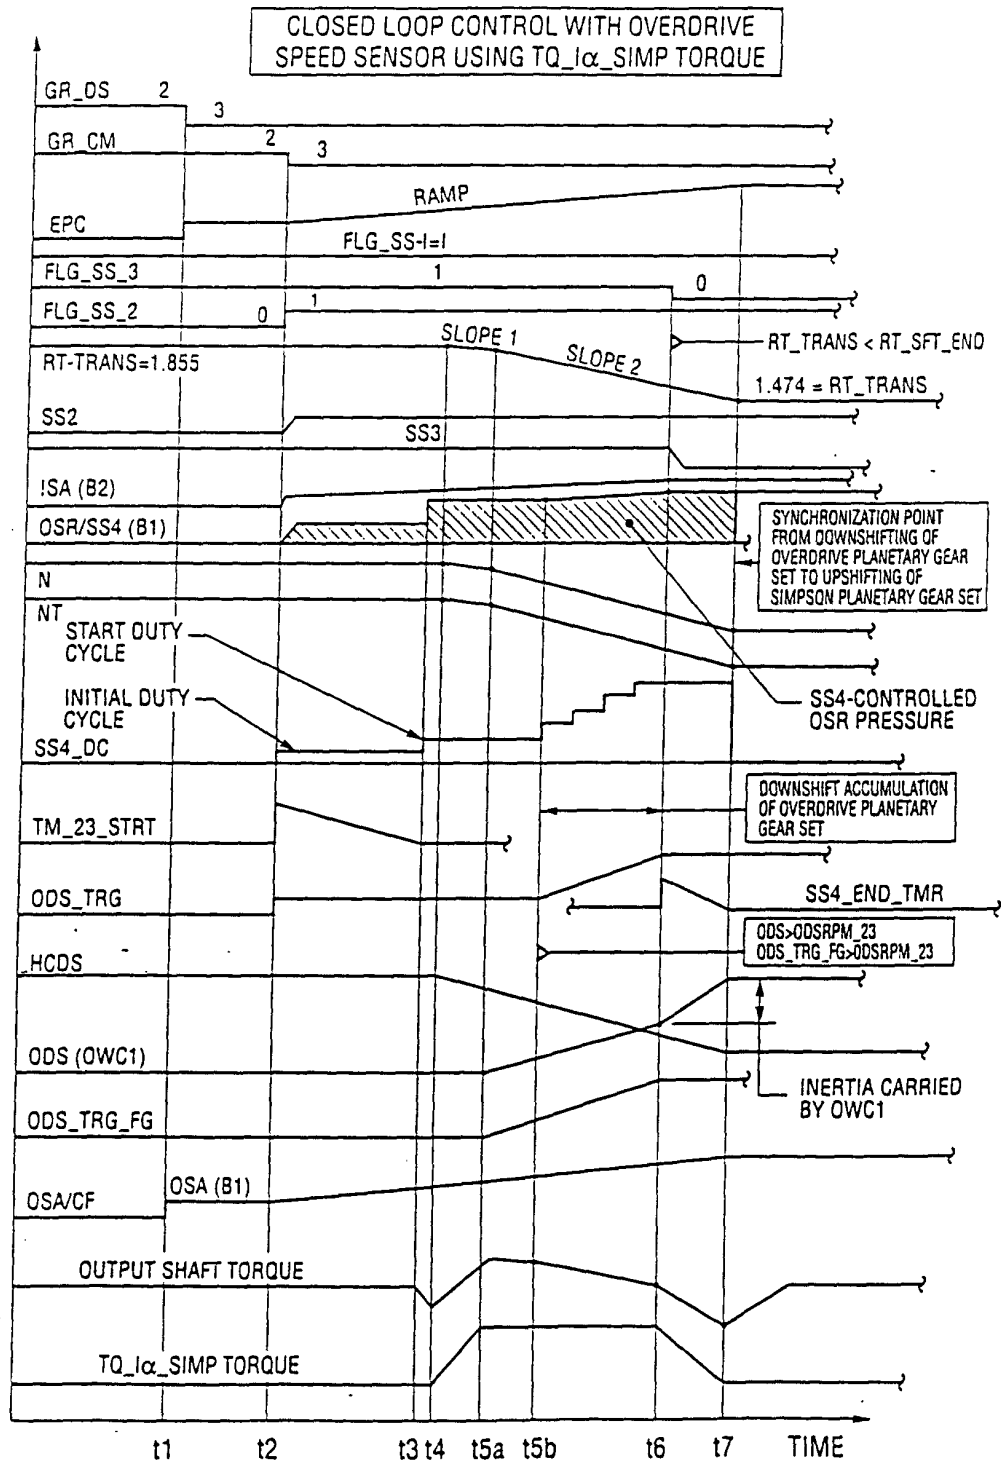 CLOSED LOOP CONTROL WITH OVERDRIVE
SPEED SENSOR USING TQ_Iα_SIMP TORQUE
GR_DS 2
3
GR_CM 2
3
RAMP
EPC
FLG_SS-I=I
FLG_SS_3 1
0
FLG_SS_2 0 1
SLOPE 1
RT_TRANS < RT_SFT_END
RT-TRANS=1.855
SLOPE 2
1.474 = RT_TRANS
SS2
SS3
!SA (B2)
OSR/SS4 (B1)
SYNCHRONIZATION POINT
FROM DOWNSHIFTING OF
OVERDRIVE PLANETARY GEAR
SET TO UPSHIFTING OF
SIMPSON PLANETARY GEAR SET
N
NT
START DUTY
CYCLE
INITIAL DUTY
CYCLE
SS4-CONTROLLED
OSR PRESSURE
SS4_DC
DOWNSHIFT ACCUMULATION
OF OVERDRIVE PLANETARY
GEAR SET
TM_23_STRT
ODS_TRG
SS4_END_TMR
ODS>ODSRPM_23
ODS_TRG_FG>ODSRPM_23
HCDS
ODS (OWC1)
INERTIA CARRIED
BY OWC1
ODS_TRG_FG
OSA (B1)
OSA/CF
OUTPUT SHAFT TORQUE
TQ_Iα_SIMP TORQUE
t1 t2 t3 t4 t5a t5b t6 t7 TIME